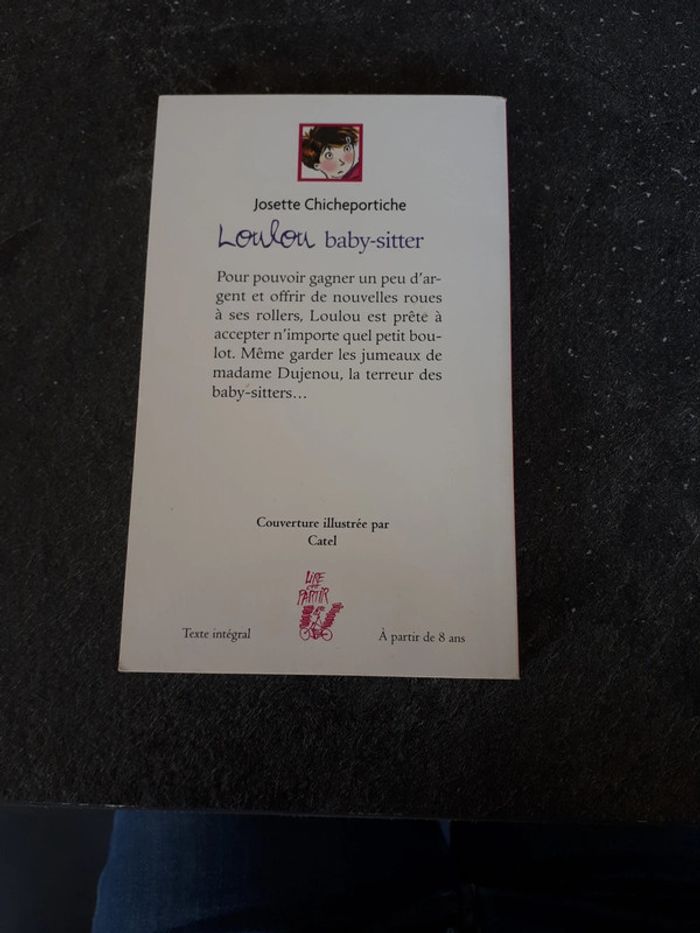 Josette Chicheportiche
Loulou baby-sitter
Pour pouvoir gagner un peu d'ar-
gent et offrir de nouvelles roues
à ses rollers, Loulou est prête à
accepter n'importe quel petit bou-
lot. Même garder les jumeaux de
madame Dujenou, la terreur des
baby-sitters…
Couverture illustrée par
Catel
LIRE
C'EST
PARTIR
Texte intégral
À partir de 8 ans